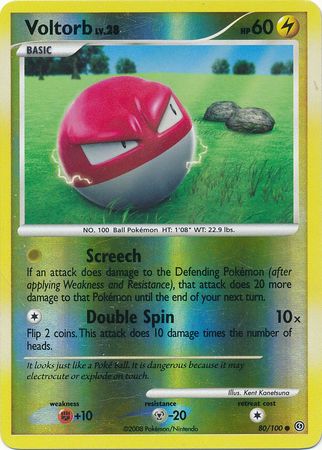 Voltorb LV.28 HP 60
BASIC
NO. 100 Ball Pokémon HT: 1'08" WT: 22.9 lbs.
Screech
If an attack does damage to the Defending Pokémon (after
applying Weakness and Resistance), that attack does 20 more
damage to that Pokémon until the end of your next turn.
Double Spin 10x
Flip 2 coins. This attack does 10 damage times the number of
heads.
It looks just like a Poké Ball. It is dangerous because it may
electrocute or explode on touch.
Illus. Kent Kanetsuna
weakness resistance retreat cost
+10 -20
©2008 Pokémon/Nintendo 80/100